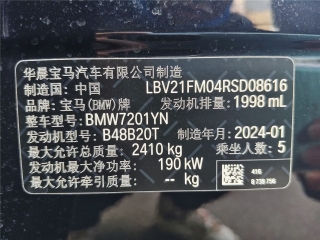 华晨宝马汽车有限公司制造
制造国: 中国 LBV21FM04RSD08616
品牌: 宝马(BMW)牌 发动机排量: 1998 mL
整车型号: BMW7201YN
发动机型号: B48B20T 制造年月: 2024-01
最大允许总质量: 2410 kg 乘坐人数: 5
发动机最大净功率: 190 kW
最大允许牵引质量: - kg
416
8 738 756